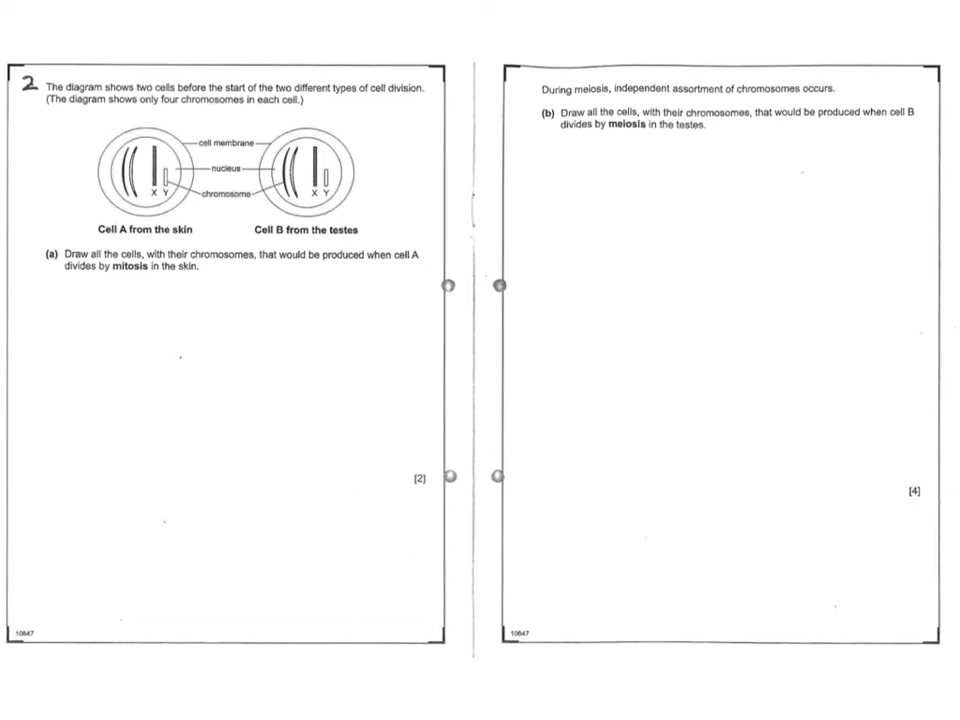 2 The diagram shows two cells before the start of the two different types of cell division.
(The diagram shows only four chromosomes in each cell.)
cell membrane
nucleus
chromosome
X Y
X Y
Cell A from the skin
Cell B from the testes
(a) Draw all the cells, with their chromosomes, that would be produced when cell A
divides by mitosis in the skin.
[2]
10647
During meiosis, independent assortment of chromosomes occurs.
(b) Draw all the cells, with their chromosomes, that would be produced when cell B
divides by meiosis in the testes.
[4]
10647